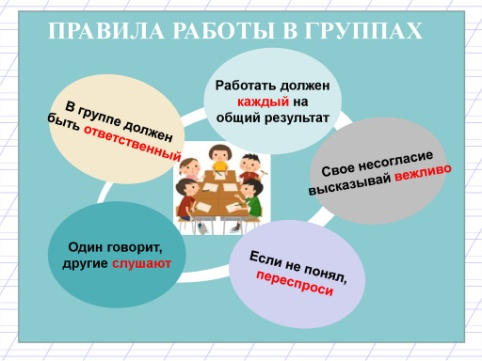 ПРАВИЛА РАБОТЫ В ГРУППАХ
Работать должен
каждый на
общий результат
В группе должен
быть ответственный
Свое несогласие
высказывай вежливо
Один говорит,
другие слушают
Если не понял,
переспроси